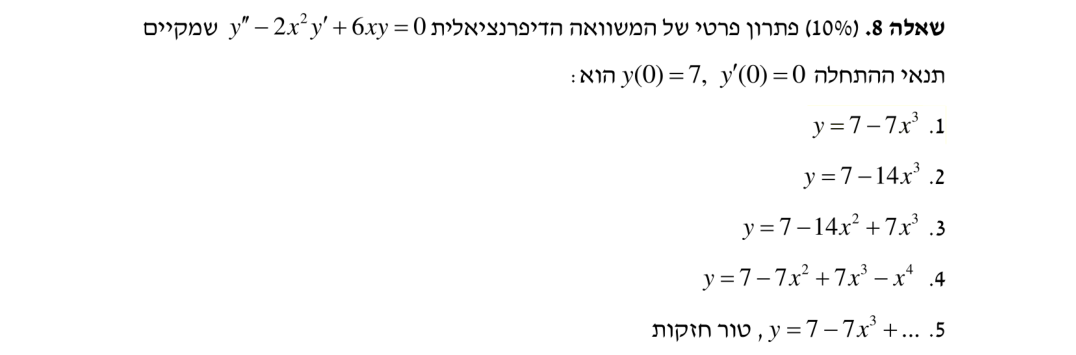 שאלה 8. (10%) פתרון פרטי של המשוואה הדיפרנציאלית y″ − 2x²y′ + 6xy = 0 שמקיים
תנאי ההתחלה y(0) = 7, y′(0) = 0 הוא:
1. y = 7 − 7x³
2. y = 7 − 14x³
3. y = 7 − 14x² + 7x³
4. y = 7 − 7x² + 7x³ − x⁴
5. y = 7 − 7x³ + ... , טור חזקות